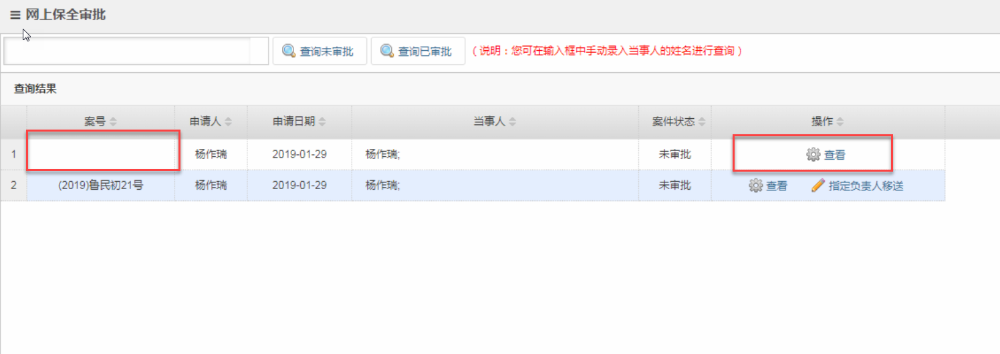 网上保全审批
查询未审批 查询已审批 (说明:您可在输入框中手动录入当事人的姓名进行查询)
查询结果
案号 申请人 申请日期 当事人 案件状态 操作
1 杨作瑞 2019-01-29 杨作瑞; 未审批 查看
2 (2019)鲁民初21号 杨作瑞 2019-01-29 杨作瑞; 未审批 查看 指定负责人移送